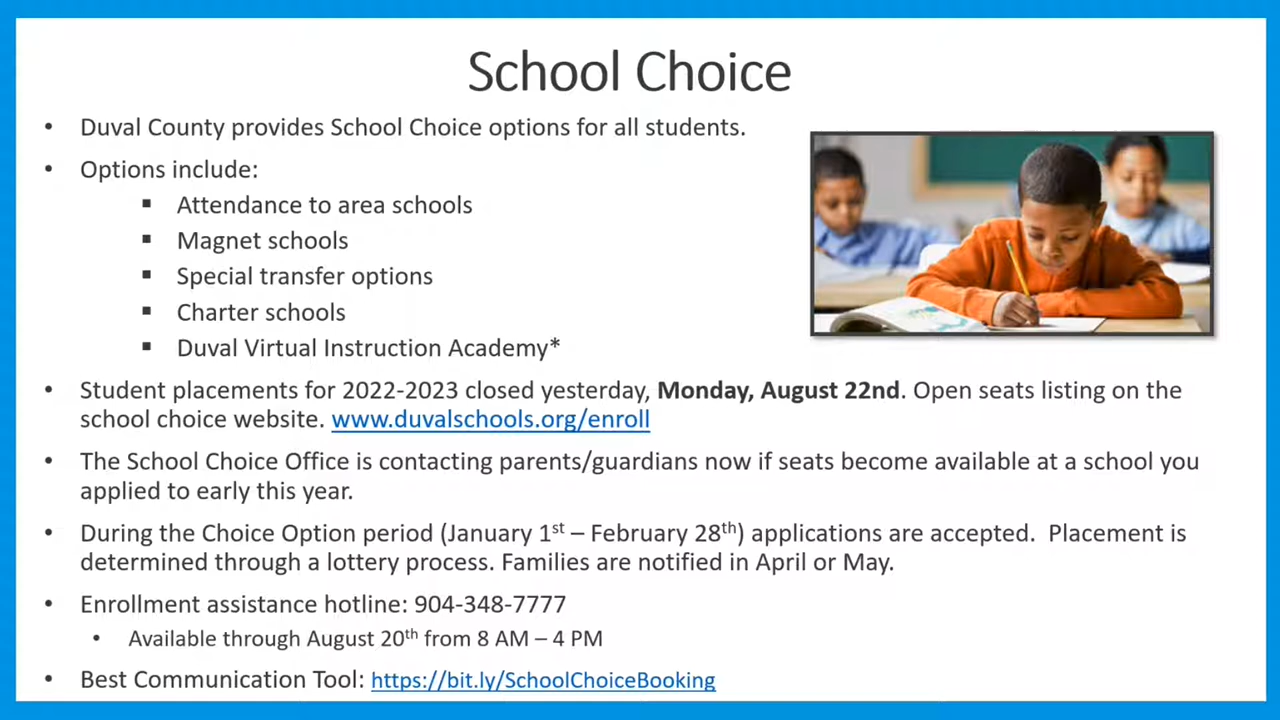 School Choice
• Duval County provides School Choice options for all students.
• Options include:
▪ Attendance to area schools
▪ Magnet schools
▪ Special transfer options
▪ Charter schools
▪ Duval Virtual Instruction Academy*
• Student placements for 2022-2023 closed yesterday, Monday, August 22nd. Open seats listing on the
school choice website. www.duvalschools.org/enroll
• The School Choice Office is contacting parents/guardians now if seats become available at a school you
applied to early this year.
• During the Choice Option period (January 1st – February 28th) applications are accepted.  Placement is
determined through a lottery process. Families are notified in April or May.
• Enrollment assistance hotline: 904-348-7777
• Available through August 20th from 8 AM – 4 PM
• Best Communication Tool: https://bit.ly/SchoolChoiceBooking